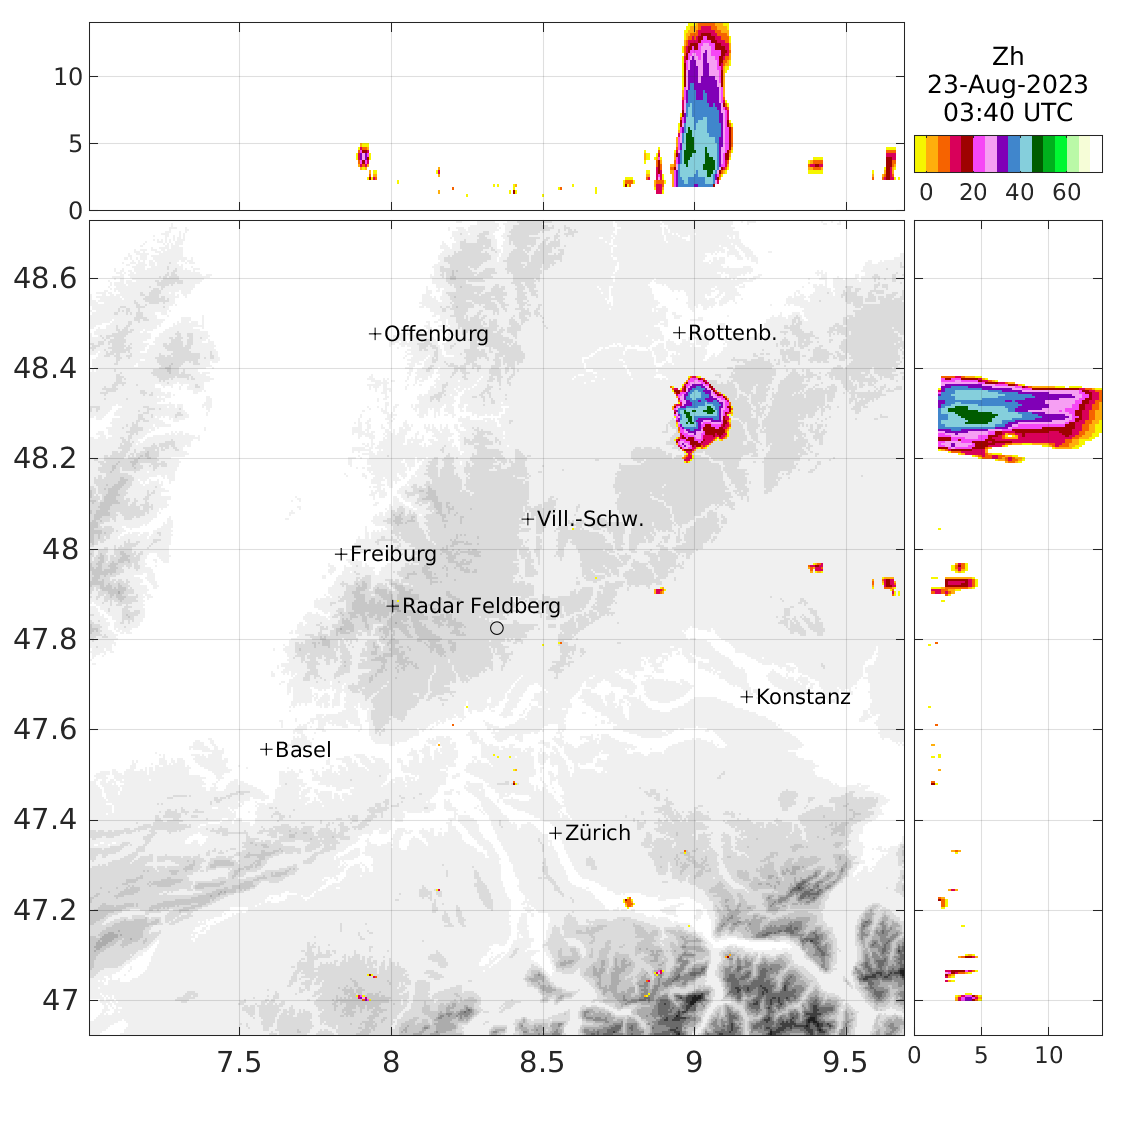 10
5
0
Zh
23-Aug-2023
03:40 UTC
0 20 40 60
48.6
48.4
48.2
48
47.8
47.6
47.4
47.2
47
Offenburg
Rottenb.
Vill.-Schw.
Freiburg
Radar Feldberg
Konstanz
Basel
Zürich
7.5 8 8.5 9 9.5
0 5 10